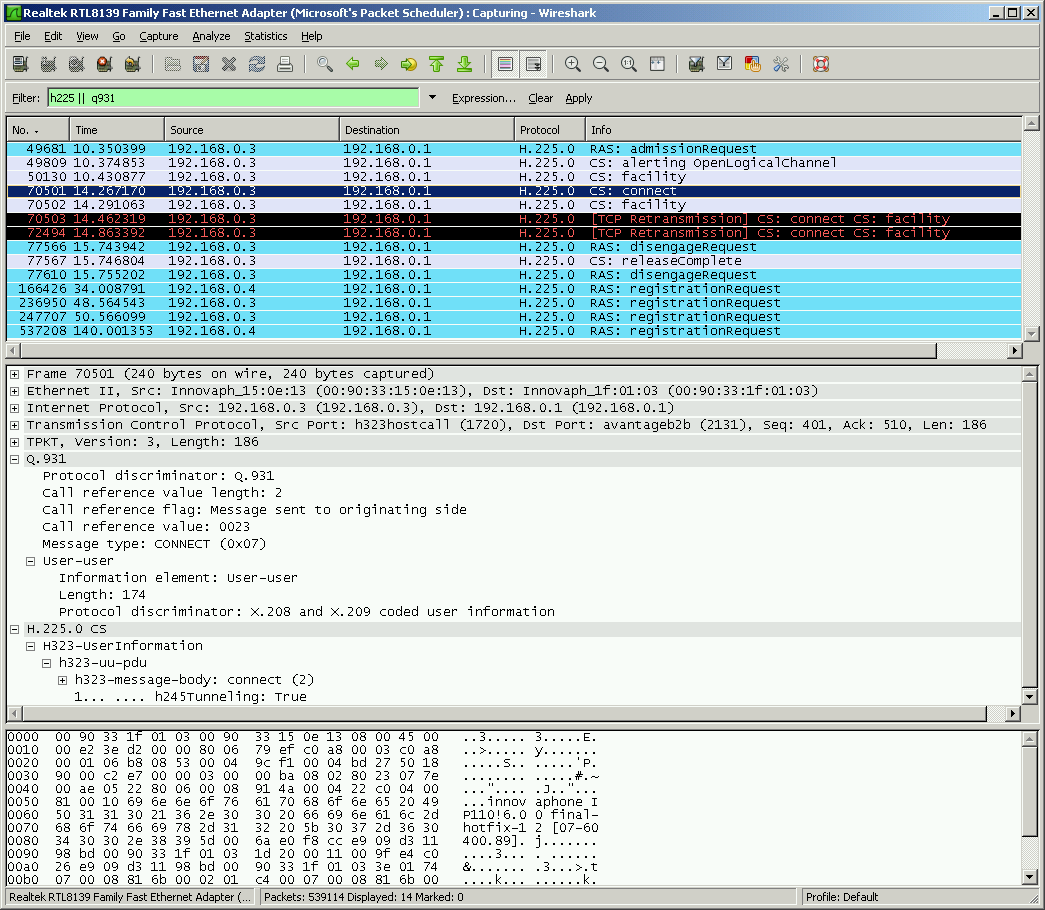 Realtek RTL8139 Family Fast Ethernet Adapter (Microsoft's Packet Scheduler) : Capturing - Wireshark
File Edit View Go Capture Analyze Statistics Help
Filter: h225 || q931 Expression... Clear Apply
No. - Time Source Destination Protocol Info
49681 10.350399 192.168.0.3 192.168.0.1 H.225.0 RAS: admissionRequest
49809 10.374853 192.168.0.3 192.168.0.1 H.225.0 CS: alerting OpenLogicalChannel
50130 10.430877 192.168.0.3 192.168.0.1 H.225.0 CS: facility
70501 14.267170 192.168.0.3 192.168.0.1 H.225.0 CS: connect
70502 14.291063 192.168.0.3 192.168.0.1 H.225.0 CS: facility
70503 14.462319 192.168.0.3 192.168.0.1 H.225.0 [TCP Retransmission] CS: connect CS: facility
72494 14.863392 192.168.0.3 192.168.0.1 H.225.0 [TCP Retransmission] CS: connect CS: facility
77566 15.743942 192.168.0.3 192.168.0.1 H.225.0 RAS: disengageRequest
77567 15.746804 192.168.0.3 192.168.0.1 H.225.0 CS: releaseComplete
77610 15.755202 192.168.0.3 192.168.0.1 H.225.0 RAS: disengageRequest
166426 34.008791 192.168.0.4 192.168.0.1 H.225.0 RAS: registrationRequest
236950 48.564543 192.168.0.3 192.168.0.1 H.225.0 RAS: registrationRequest
247707 50.566099 192.168.0.3 192.168.0.1 H.225.0 RAS: registrationRequest
537208 140.001353 192.168.0.4 192.168.0.1 H.225.0 RAS: registrationRequest
Frame 70501 (240 bytes on wire, 240 bytes captured)
Ethernet II, Src: Innovaph_15:0e:13 (00:90:33:15:0e:13), Dst: Innovaph_1f:01:03 (00:90:33:1f:01:03)
Internet Protocol, Src: 192.168.0.3 (192.168.0.3), Dst: 192.168.0.1 (192.168.0.1)
Transmission Control Protocol, Src Port: h323hostcall (1720), Dst Port: avantageb2b (2131), Seq: 401, Ack: 510, Len: 186
TPKT, Version: 3, Length: 186
Q.931
Protocol discriminator: Q.931
Call reference value length: 2
Call reference flag: Message sent to originating side
Call reference value: 0023
Message type: CONNECT (0x07)
User-user
Information element: User-user
Length: 174
Protocol discriminator: X.208 and X.209 coded user information
H.225.0 CS
H323-UserInformation
h323-uu-pdu
h323-message-body: connect (2)
1... .... h245Tunneling: True
0000 00 90 33 1f 01 03 00 90 33 15 0e 13 08 00 45 00 ..3..... 3.....E.
0010 00 e2 3e d2 00 00 80 06 79 ef c0 a8 00 03 c0 a8 ..>..... y.......
0020 00 01 06 b8 08 53 00 04 9c f1 00 04 bd 27 50 18 .....S.. .....'P.
0030 90 00 c2 e7 00 00 03 00 00 ba 08 02 80 23 07 7e ........ .....#.~
0040 00 ae 05 22 80 06 00 08 91 4a 00 04 22 c0 04 00 ...".... .J.."...
0050 81 00 10 69 6e 6e 6f 76 61 70 68 6f 6e 65 20 49 ...innov aphone I
0060 50 31 31 30 21 36 2e 30 30 20 66 69 6e 61 6c 2d P110!6.0 0 final-
0070 68 6f 74 66 69 78 2d 31 32 20 5b 30 37 2d 36 30 hotfix-1 2 [07-60
0080 34 30 30 2e 38 39 5d 00 6a e0 f8 cc e9 09 d3 11 400.89]. j.......
0090 98 bd 00 90 33 1f 01 03 1d 20 00 11 00 9f e4 c0 ....3... . ......
00a0 26 e9 09 d3 11 98 bd 00 90 33 1f 01 03 3e 01 74 &....... .3...>.t
00b0 07 00 08 81 6b 00 02 01 c4 00 07 00 08 81 6b 00 ....k... ......k.
Realtek RTL8139 Family Fast Ethernet Adapter (... Packets: 539114 Displayed: 14 Marked: 0 Profile: Default